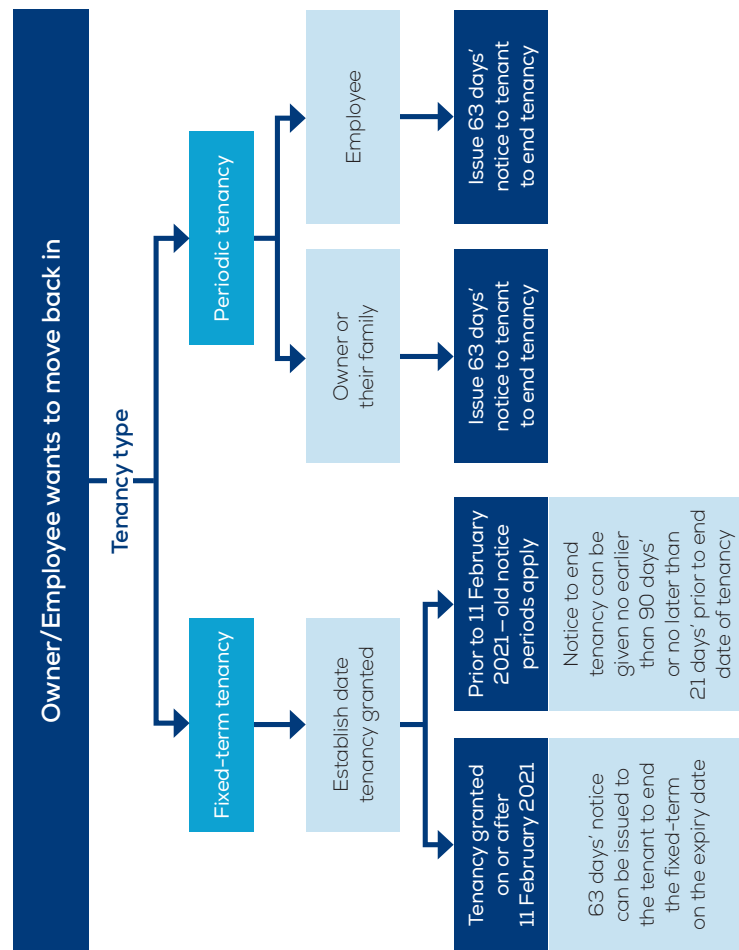 Owner/Employee wants to move back in
Tenancy type
Fixed-term tenancy
Periodic tenancy
Establish date
tenancy granted
Owner or
their family
Employee
Tenancy granted
on or after
11 February 2021
Prior to 11 February
2021 – old notice
periods apply
Issue 63 days’
notice to tenant
to end tenancy
Issue 63 days’
notice to tenant
to end tenancy
63 days’ notice
can be issued to
the tenant to end
the fixed-term
on the expiry date
Notice to end
tenancy can be
given no earlier
than 90 days’
or no later than
21 days’ prior to end
date of tenancy